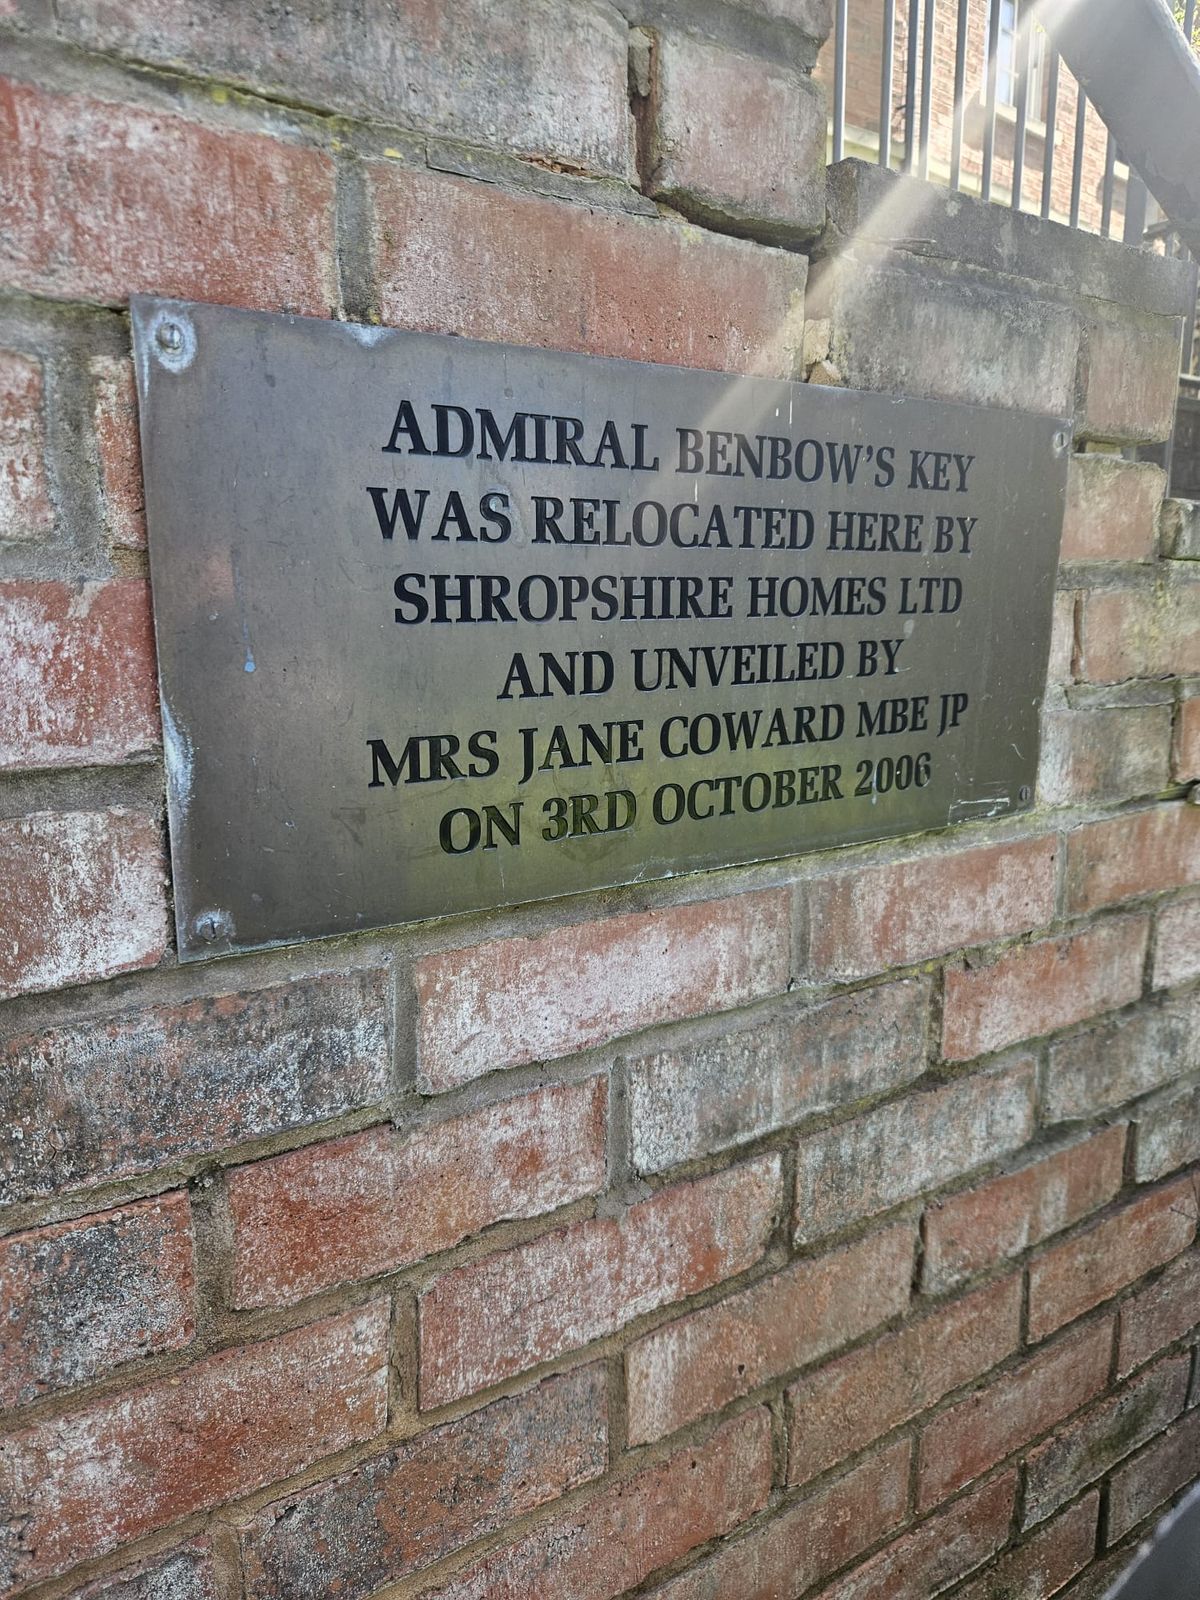 ADMIRAL BENBOW'S KEY
WAS RELOCATED HERE BY
SHROPSHIRE HOMES LTD
AND UNVEILED BY
MRS JANE COWARD MBE JP
ON 3RD OCTOBER 2006